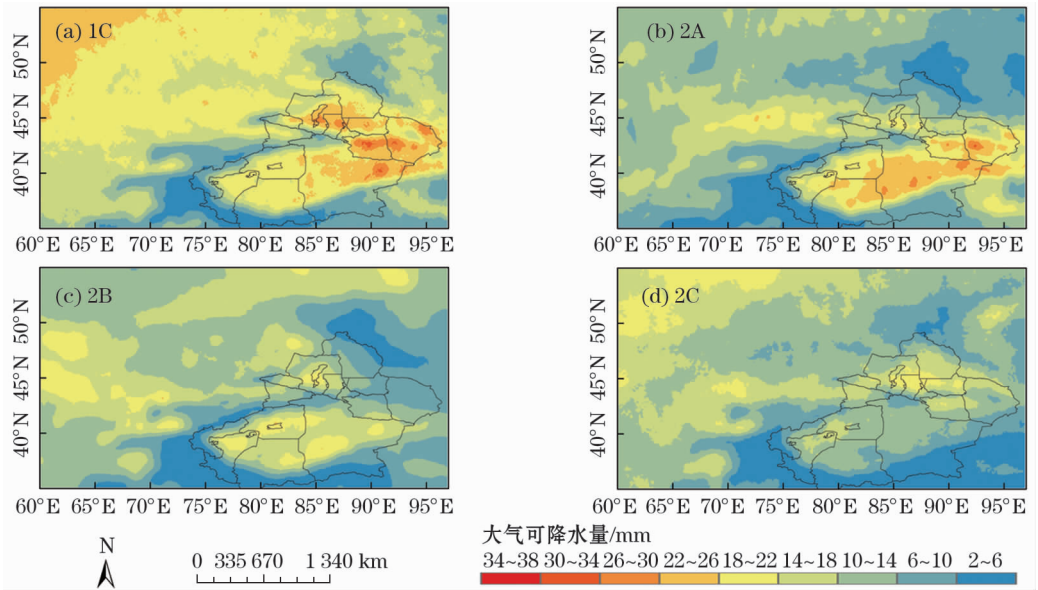 (a) 1C
(b) 2A
50°N
45°N
40°N
60°E 65°E 70°E 75°E 80°E 85°E 90°E 95°E
50°N
45°N
40°N
60°E 65°E 70°E 75°E 80°E 85°E 90°E 95°E
(c) 2B
(d) 2C
50°N
45°N
40°N
60°E 65°E 70°E 75°E 80°E 85°E 90°E 95°E
50°N
45°N
40°N
60°E 65°E 70°E 75°E 80°E 85°E 90°E 95°E
N
0 335 670 1 340 km
大气可降水量/mm
34~38 30~34 26~30 22~26 18~22 14~18 10~14 6~10 2~6